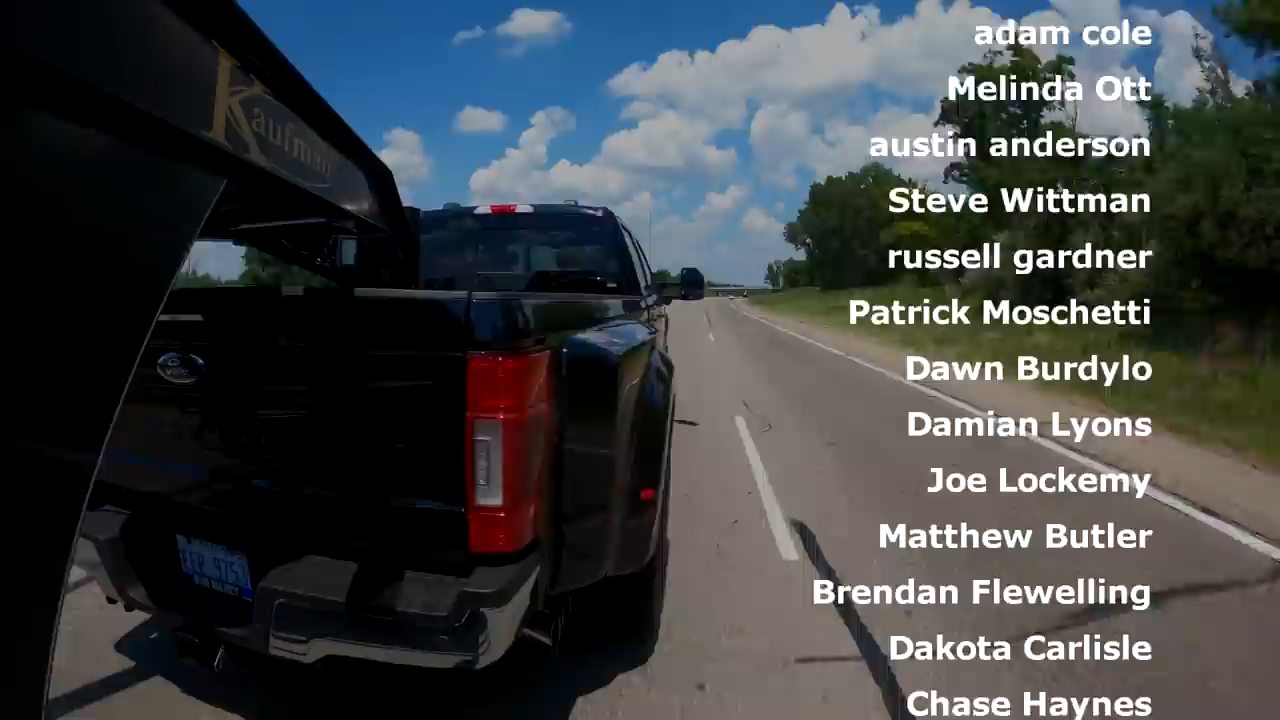 Kaufman
adam cole
Melinda Ott
austin anderson
Steve Wittman
russell gardner
Patrick Moschetti
Dawn Burdylo
Damian Lyons
Joe Lockemy
Matthew Butler
Brendan Flewelling
Dakota Carlisle
Chase Haynes